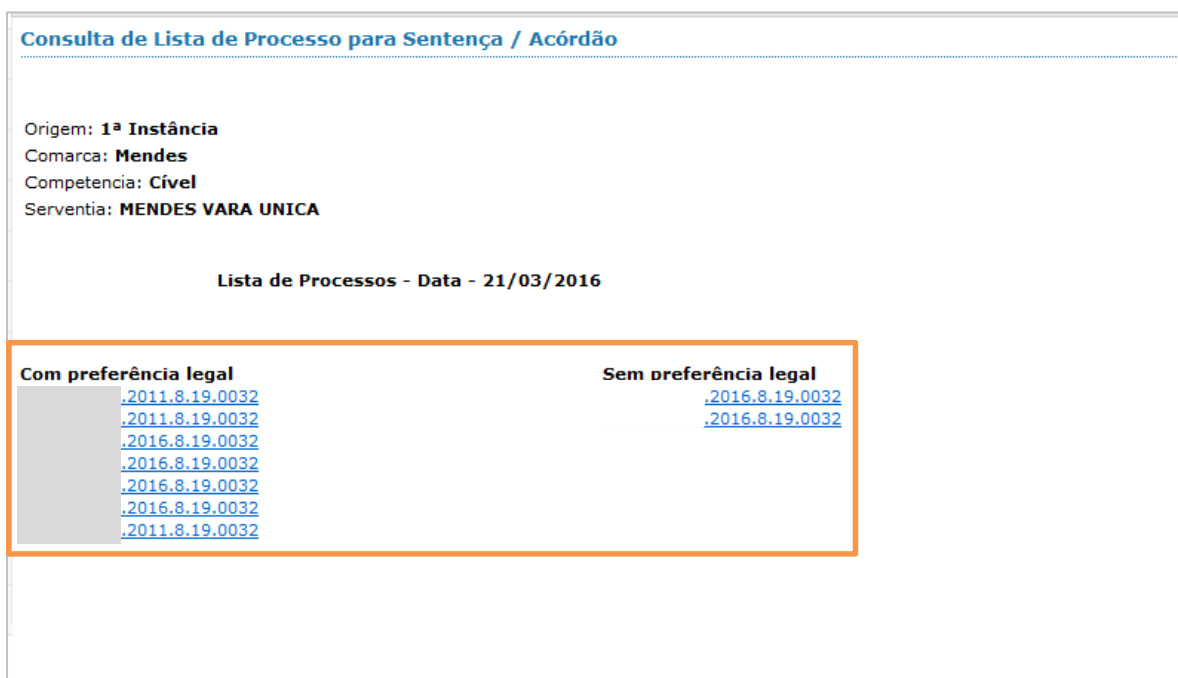 Consulta de Lista de Processo para Sentença / Acórdão
Origem: 1ª Instância
Comarca: Mendes
Competencia: Cível
Serventia: MENDES VARA UNICA
Lista de Processos - Data - 21/03/2016
Com preferência legal
.2011.8.19.0032
.2011.8.19.0032
.2016.8.19.0032
.2016.8.19.0032
.2016.8.19.0032
.2016.8.19.0032
.2011.8.19.0032
Sem preferência legal
.2016.8.19.0032
.2016.8.19.0032